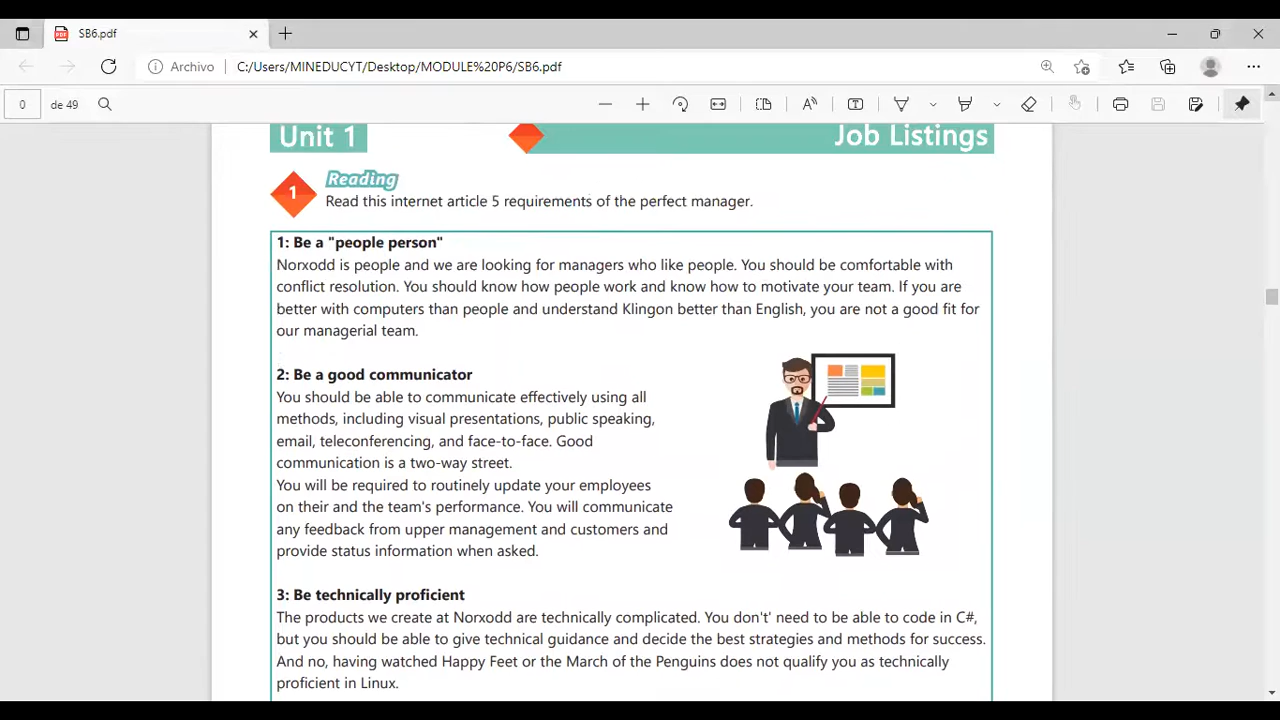 SB6.pdf
Archivo
C:/Users/MINEDUCYT/Desktop/MODULE%20P6/SB6.pdf
0 de 49
Unit 1
Job Listings
1
Reading
Read this internet article 5 requirements of the perfect manager.
1: Be a "people person"
Norxodd is people and we are looking for managers who like people. You should be comfortable with
conflict resolution. You should know how people work and know how to motivate your team. If you are
better with computers than people and understand Klingon better than English, you are not a good fit for
our managerial team.
2: Be a good communicator
You should be able to communicate effectively using all
methods, including visual presentations, public speaking,
email, teleconferencing, and face-to-face. Good
communication is a two-way street.
You will be required to routinely update your employees
on their and the team's performance. You will communicate
any feedback from upper management and customers and
provide status information when asked.
3: Be technically proficient
The products we create at Norxodd are technically complicated. You don't' need to be able to code in C#,
but you should be able to give technical guidance and decide the best strategies and methods for success.
And no, having watched Happy Feet or the March of the Penguins does not qualify you as technically
proficient in Linux.